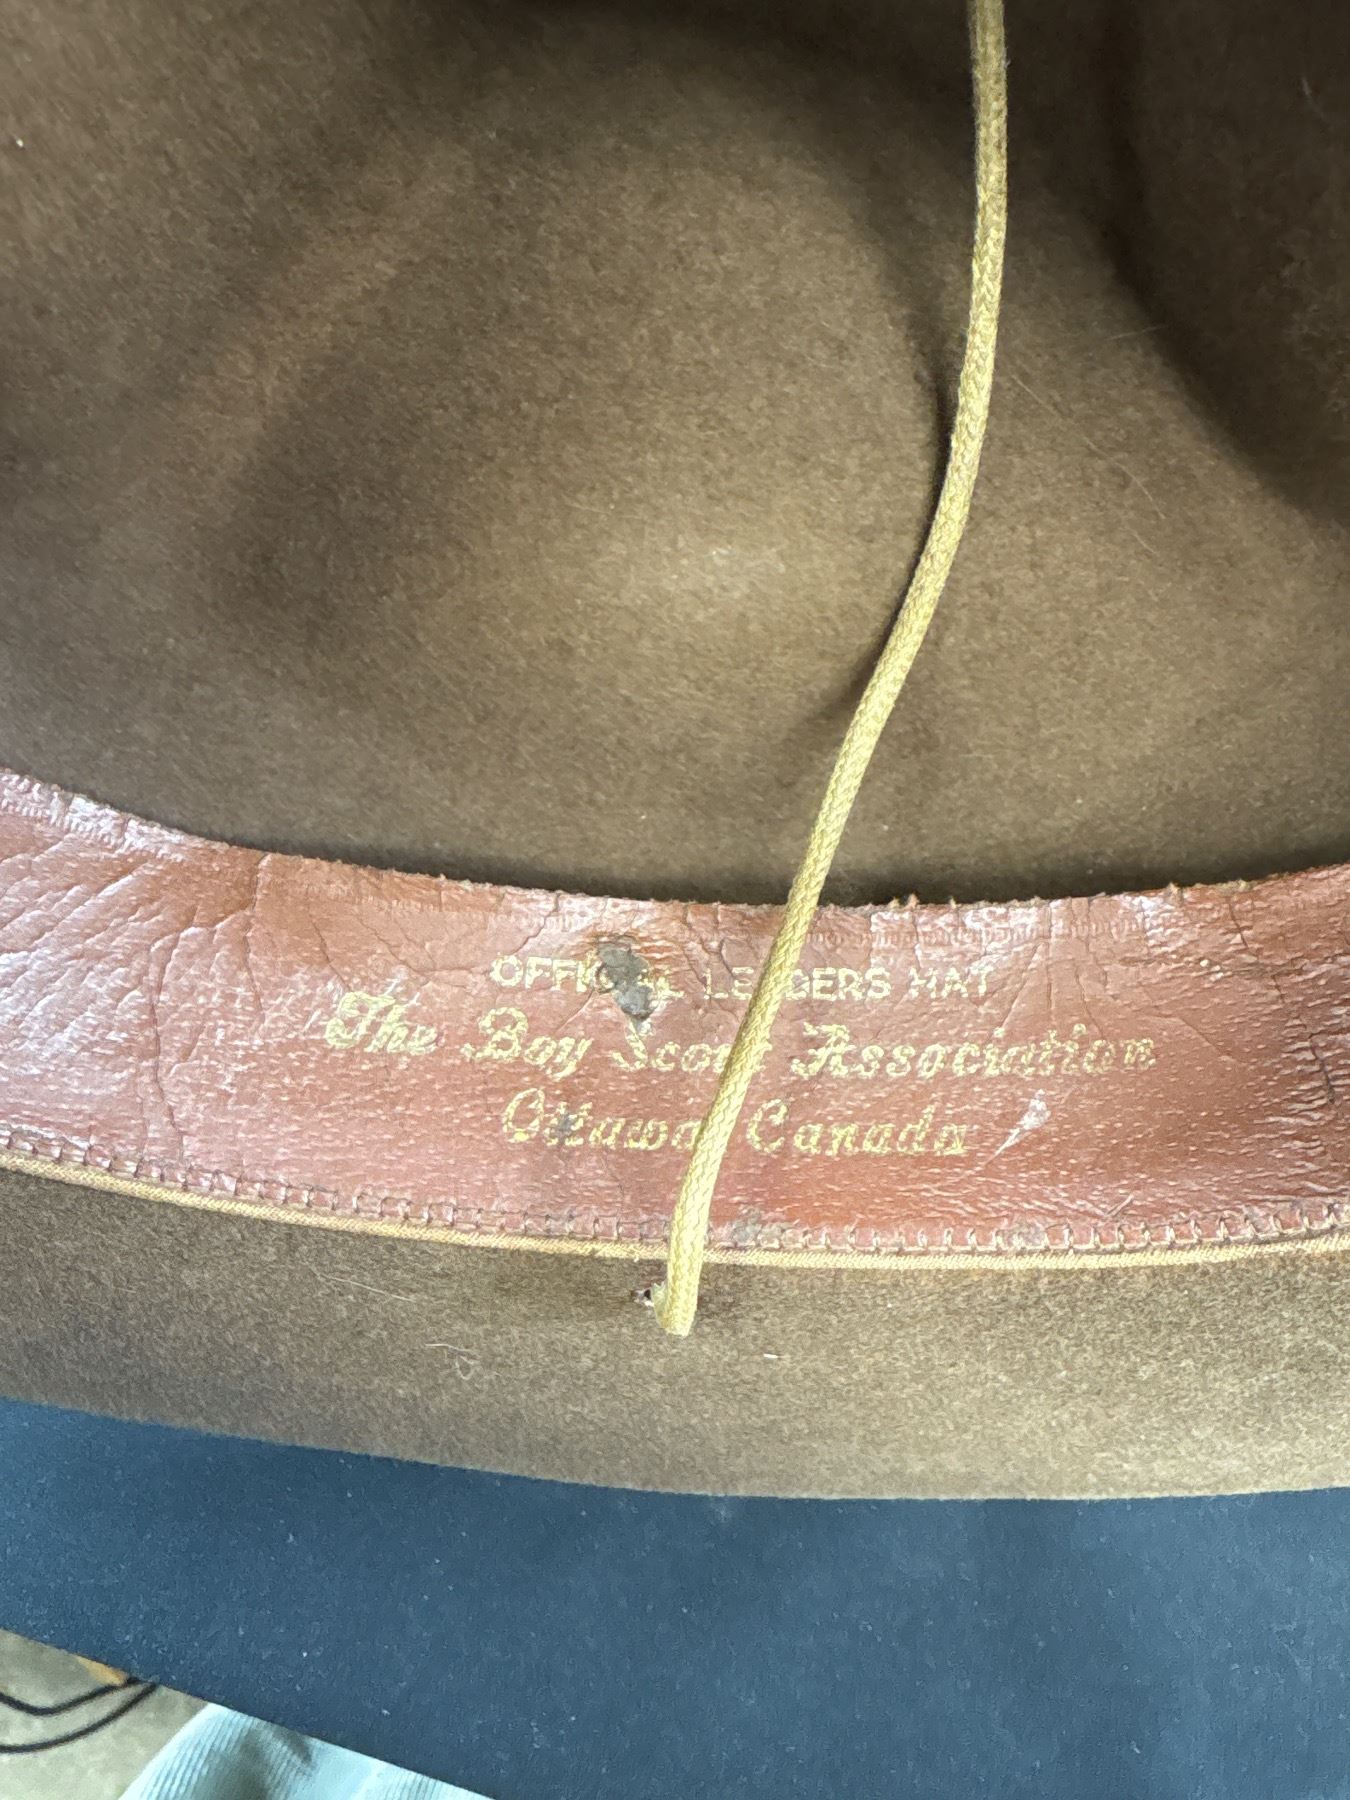 OFFICIAL LEADERS HAT
The Boy Scout Association
Ottawa Canada